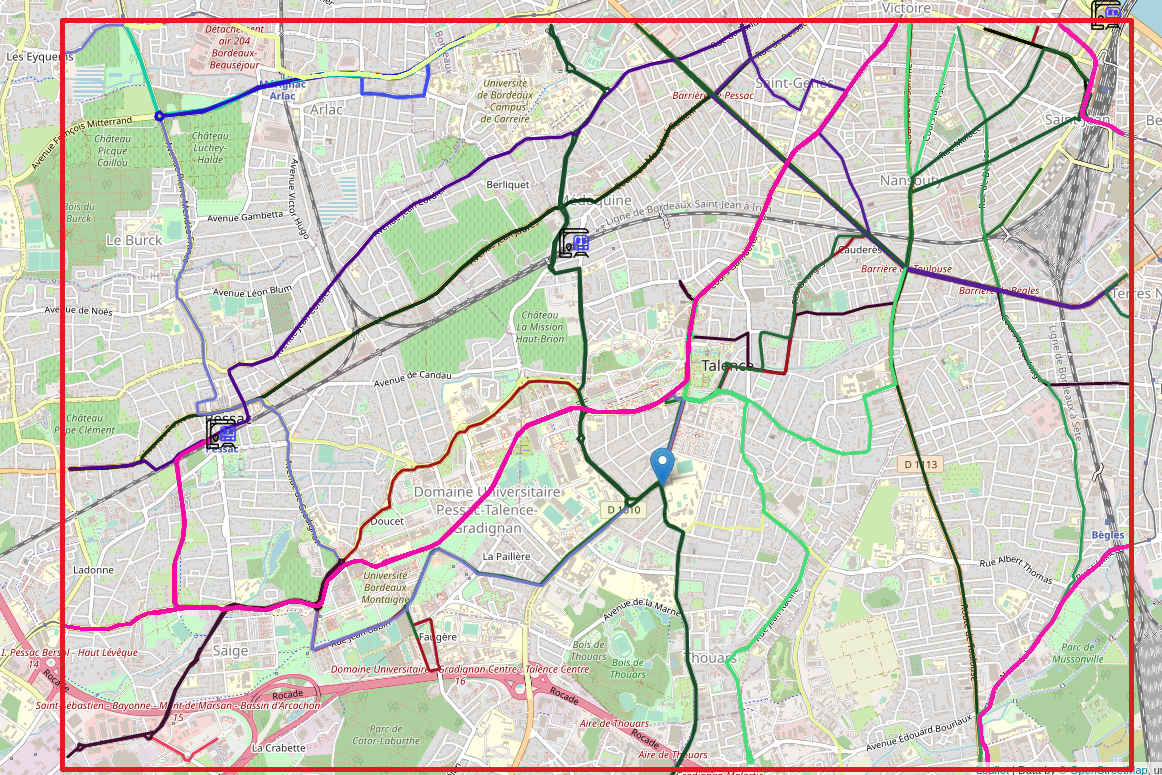 Victoire
Les Eyquems
Détachement
air 204
Bordeaux-
Beauséjour
Mérignac
Arlac
Arlac
Université
de Bordeaux
Campus
de Carreire
Saint-Genès
Barrière de Pessac
Avenue François Mitterrand
Château
Picque
Caillou
Château
Luchey-
Halde
Avenue Victor Hugo
Berliquet
Nansouty
Bois du
Burck
Avenue Gambetta
Ligne de Bordeaux Saint-Jean à Irun
Le Burck
Cauderès
Barrière de Toulouse
Avenue Léon Blum
Barrière de Bègles
Terres N
Avenue de Noès
Château
La Mission
Haut-Brion
Avenue de Candau
Talence
Château
Pape Clément
Pessac
Pessac
D 1113
Domaine Universitaire
Pessac-Talence-
Gradignan
D 1010
Doucet
Bègles
La Paillère
Ladonne
Rue Albert Thomas
Université
Bordeaux
Montaigne
Avenue de la Marne
Faugère
Saige
Bois de
Thouars
Bois de
Thouars
Thouars
Parc de
Mussonville
Pessac Bersol - Haut Lévêque
14
Domaine Universitaire - Gradignan Centre - Talence Centre
16
Rocade
Rocade
Rocade
Saint-Sébastien - Bayonne - Mont-de-Marsan - Bassin d'Arcachon
15
Aire de Thouars
Rocade
Parc de
Cotor-Laburthe
La Crabette
Aire de Thouars
Avenue Édouard Bourlaux
Leaflet | Data by © OpenStreetMap, un